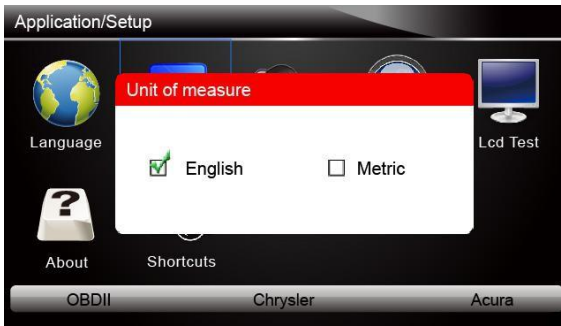 Application/Setup
Unit of measure
English
Metric
Language
Lcd Test
?
About
Shortcuts
OBDII
Chrysler
Acura